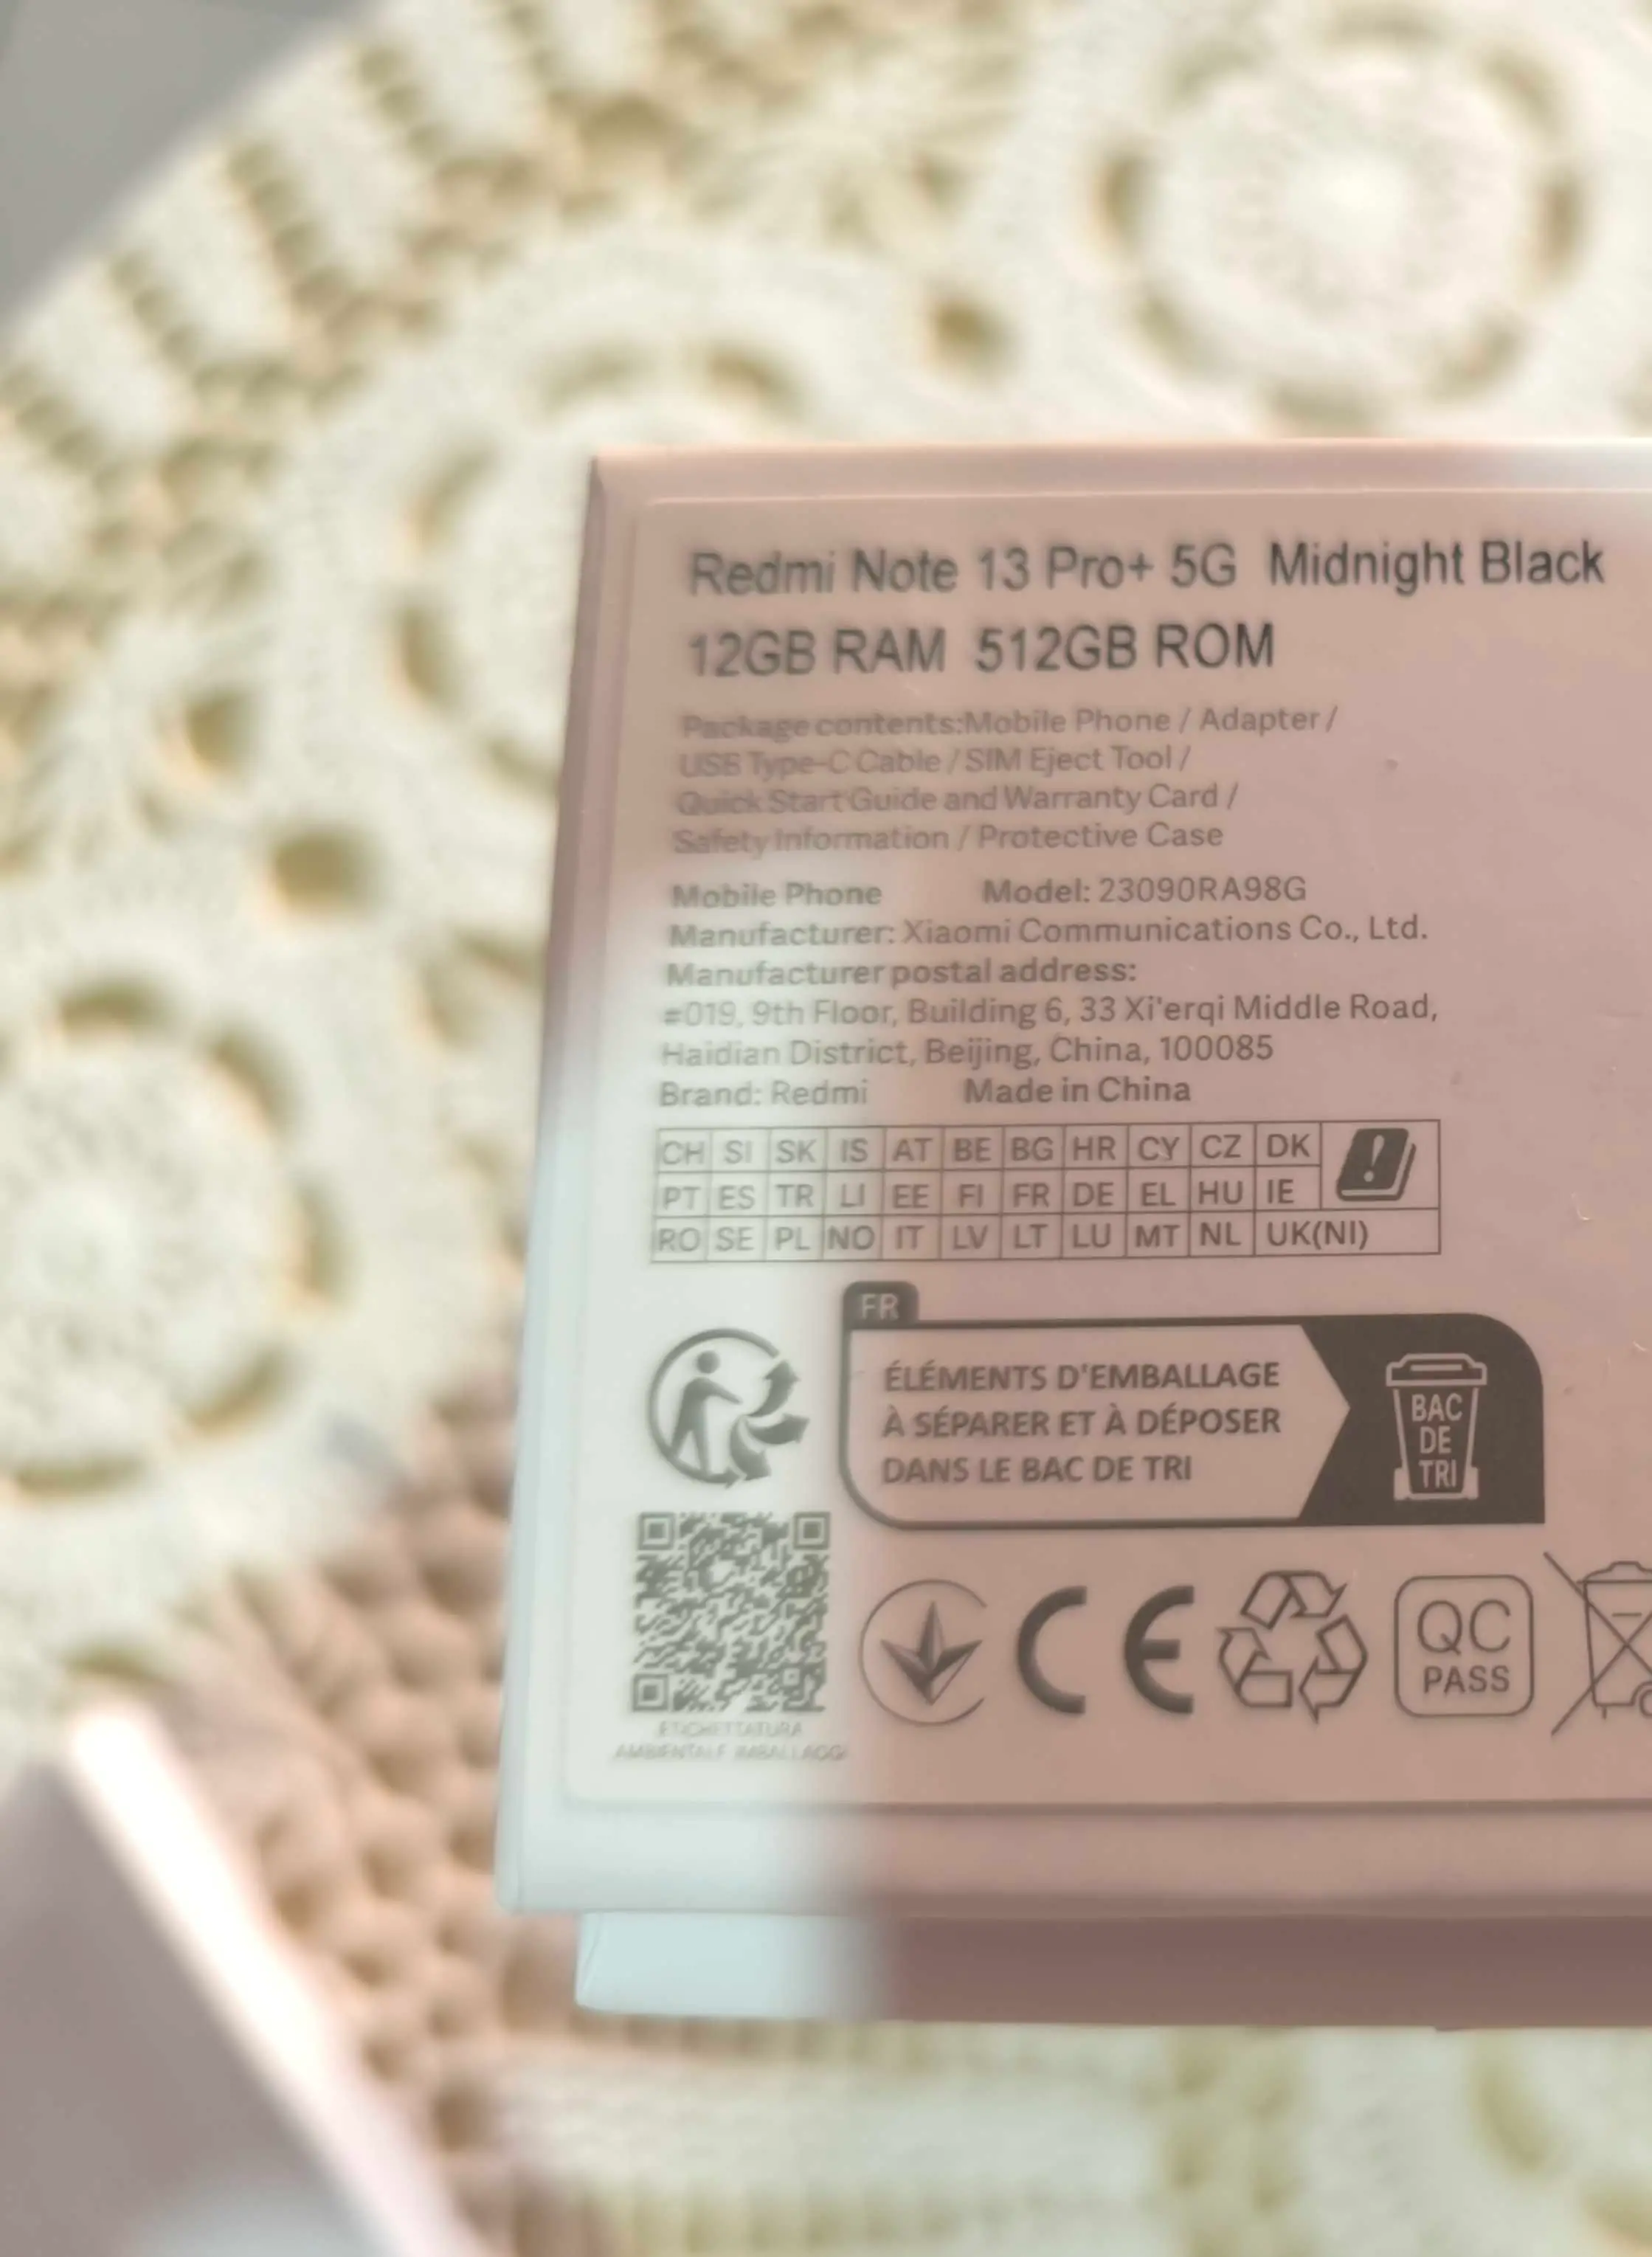 Redmi Note 13 Pro+ 5G Midnight Black
12GB RAM 512GB ROM
Package contents:Mobile Phone / Adapter /
USB Type-C Cable / SIM Eject Tool /
Quick Start Guide and Warranty Card /
Safety Information / Protective Case
Mobile Phone Model: 23090RA98G
Manufacturer: Xiaomi Communications Co., Ltd.
Manufacturer postal address:
#019, 9th Floor, Building 6, 33 Xi'erqi Middle Road,
Haidian District, Beijing, China, 100085
Brand: Redmi Made in China
CH SI SK IS AT BE BG HR CY CZ DK
PT ES TR LI EE FI FR DE EL HU IE
RO SE PL NO IT LV LT LU MT NL UK(NI)
FR
ÉLÉMENTS D'EMBALLAGE
À SÉPARER ET À DÉPOSER
DANS LE BAC DE TRI
BAC
DE
TRI
CE
QC
PASS
ETICHETTATURA
AMBIENTALE IMBALLAGGI